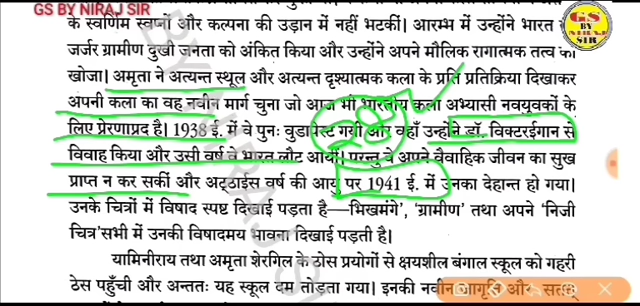 GS BY NIRAJ SIR
के स्वर्णिम स्वप्नों और कल्पना की उड़ान में नहीं भटकीं। आरम्भ में उन्होंने भारत
जर्जर ग्रामीण दुखी जनता को अंकित किया और उन्होंने अपने मौलिक रागात्मक तत्व को
खोजा। अमृता ने अत्यन्त स्थूल और अत्यन्त दृश्यात्मक कला के प्रति प्रतिक्रिया दिखाकर
अपनी कला का वह नवीन मार्ग चुना जो आज भी भारतीय कला अभ्यासी नवयुवकों के
लिए प्रेरणाप्रद है। 1938 ई. में वे पुनः वुडापेस्ट गयी और वहाँ उन्होंने डॉ. विक्टरईगान से
विवाह किया और उसी वर्ष वे भारत लौट आयीं। परन्तु वे अपने वैवाहिक जीवन का सुख
प्राप्त न कर सकीं और अट्ठाईस वर्ष की आयु पर 1941 ई. में उनका देहान्त हो गया।
उनके चित्रों में विषाद स्पष्ट दिखाई पड़ता है—भिखमंगे', 'ग्रामीण' तथा अपने 'निजी
चित्र' सभी में उनकी विषादमय भावना दिखाई पड़ती है।
यामिनीराय तथा अमृता शेरगिल के ठोस प्रयोगों से क्षयशील बंगाल स्कूल को गहरी
ठेस पहुँची और अन्ततः यह स्कूल दम तोड़ता गया। इनकी नवीन जागृति और